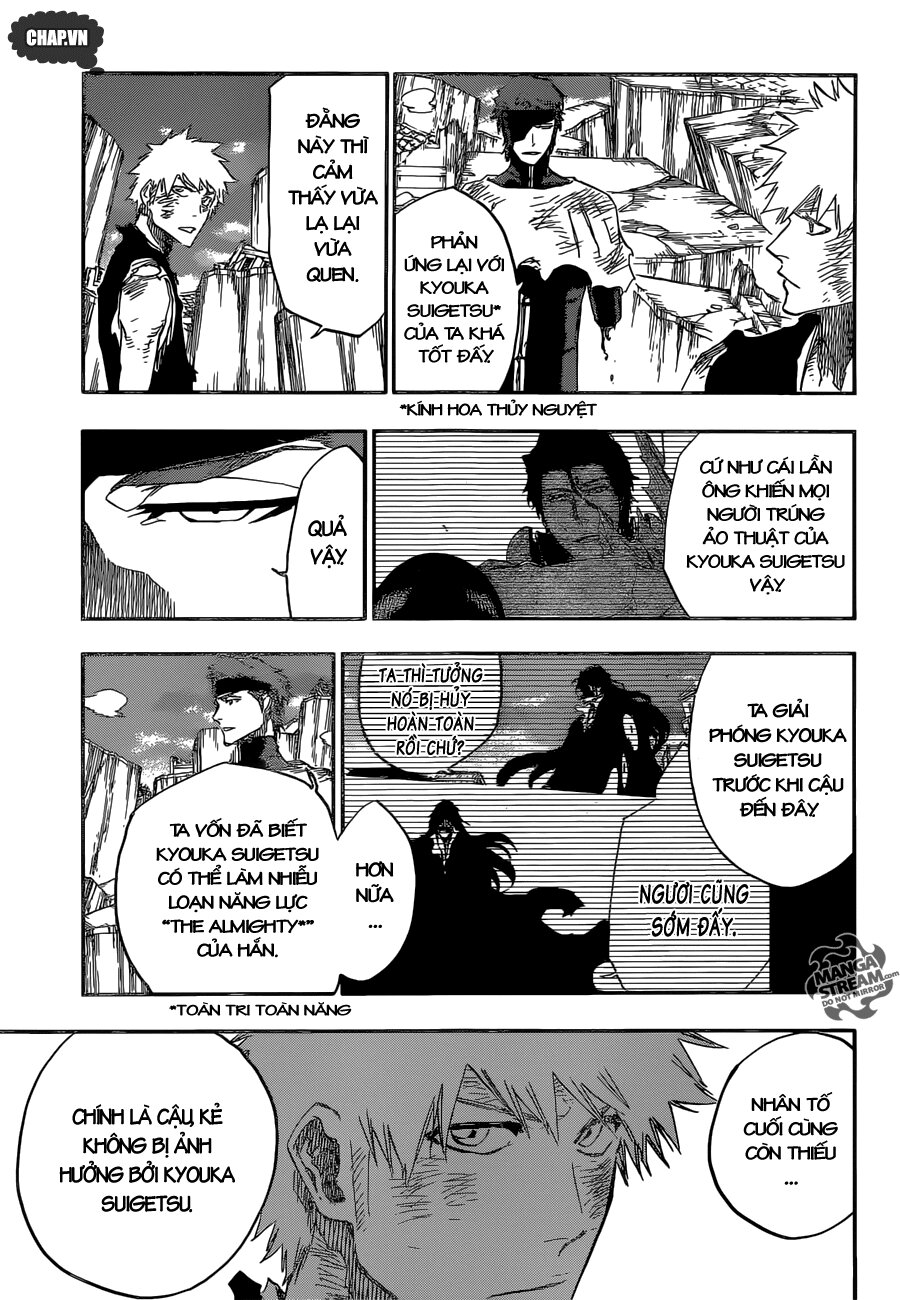 CHAP.VN
PHẢN
ỨNG LẠI VỚI
KYOUKA
SUIGETSU*
CỦA TA KHÁ
TỐT ĐẤY.
ĐẰNG
NÀY THÌ
CẢM
THẤY VỪA
LẠ LẠI
VỪA
QUEN.
*KÍNH HOA THỦY NGUYỆT
CỨ NHƯ CÁI LẦN
ÔNG KHIẾN MỌI
NGƯỜI TRÚNG
ẢO THUẬT CỦA
KYOUKA SUIGETSU
VẬY.
QUẢ
VẬY.
TA GIẢI
PHÓNG KYOUKA
SUIGETSU
TRƯỚC KHI CẬU
ĐẾN ĐÂY.
TA THÌ TƯỞNG
NÓ BỊ HỦY
HOÀN TOÀN
RỒI CHỨ?
NGƯƠI CŨNG
SỚM ĐẤY.
HƠN
NỮA
...
TA VỐN ĐÃ BIẾT
KYOUKA SUIGETSU
CÓ THỂ LÀM NHIỄU
LOẠN NĂNG LỰC
“THE ALMIGHTY*”
CỦA HẮN.
MANGA
STREAM.com
DO NOT MIRROR
*TOÀN TRI TOÀN NĂNG
NHÂN TỐ
CUỐI CÙNG
CÒN THIẾU
...
CHÍNH LÀ CẬU, KẺ
KHÔNG BỊ ẢNH
HƯỞNG BỞI KYOUKA
SUIGETSU.